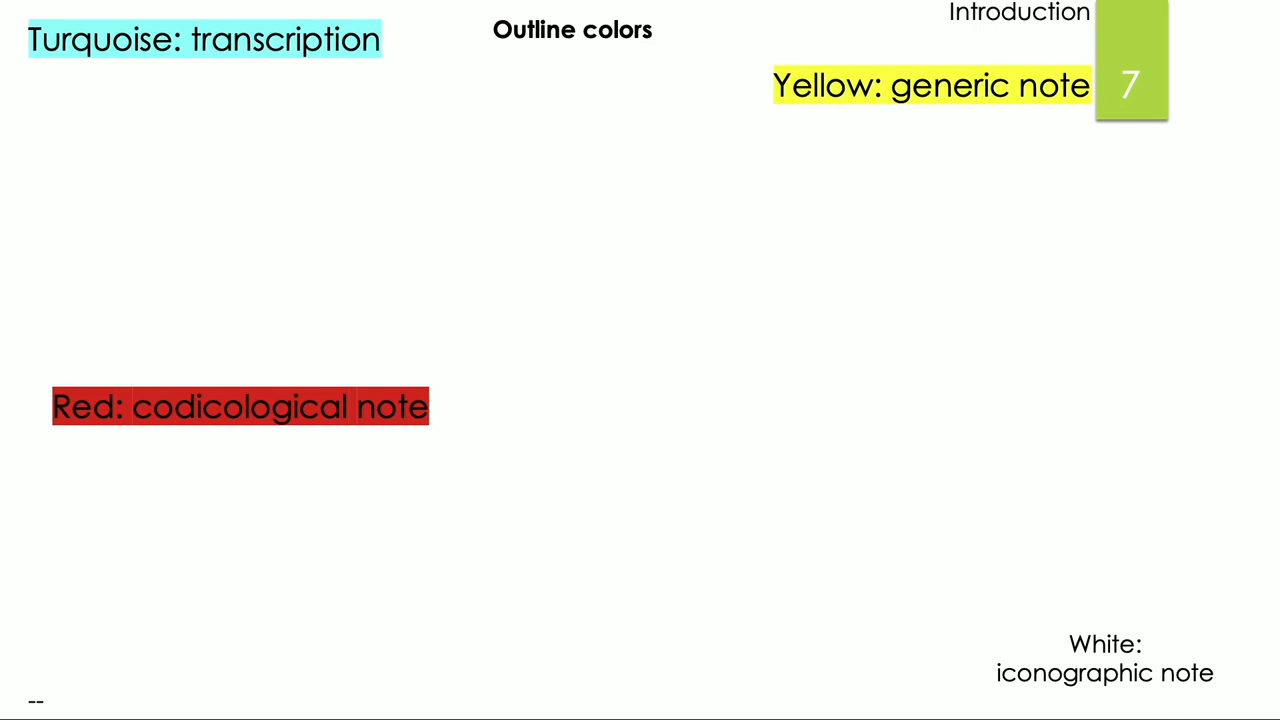 Introduction
Turquoise: transcription
Outline colors
Yellow: generic note
7
Red: codicological note
White:
iconographic note
--